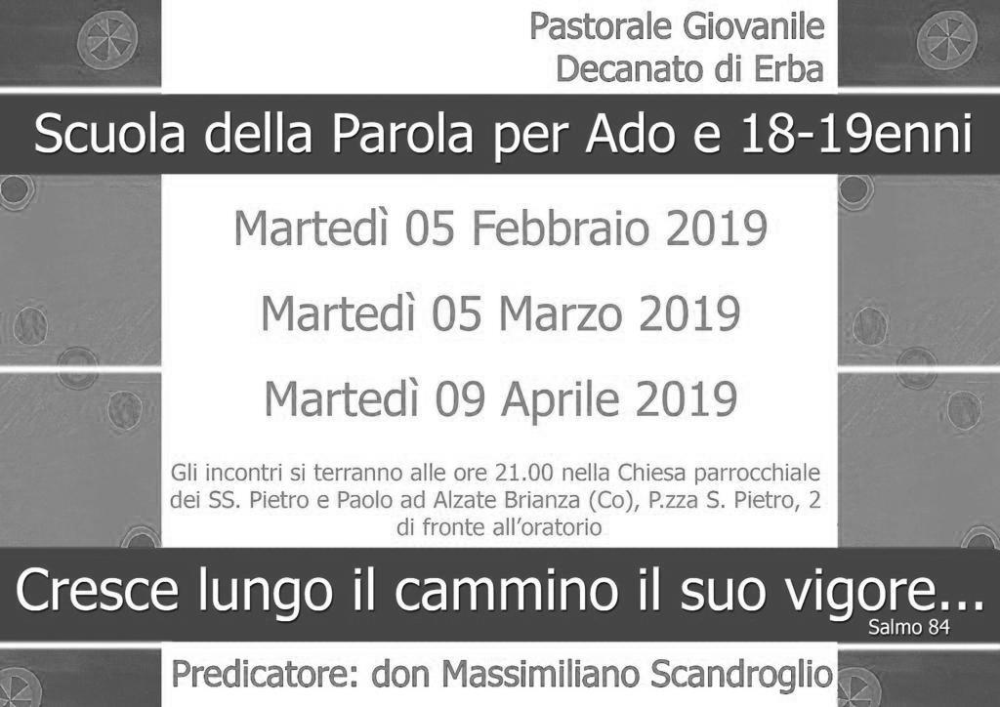 Pastorale Giovanile
Decanato di Erba
Scuola della Parola per Ado e 18-19enni
Martedì 05 Febbraio 2019
Martedì 05 Marzo 2019
Martedì 09 Aprile 2019
Gli incontri si terranno alle ore 21.00 nella Chiesa parrocchiale
dei SS. Pietro e Paolo ad Alzate Brianza (Co), P.zza S. Pietro, 2
di fronte all'oratorio
Cresce lungo il cammino il suo vigore...
Salmo 84
Predicatore: don Massimiliano Scandroglio